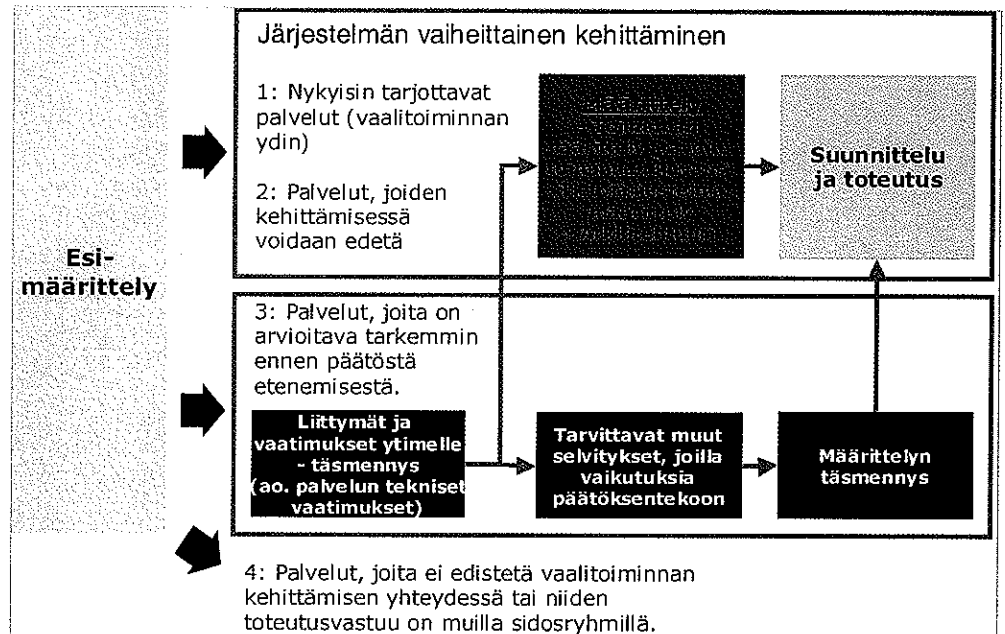 Järjestelmän vaiheittainen kehittäminen
1: Nykyisin tarjottavat
palvelut (vaalitoiminnan
ydin)
2: Palvelut, joiden
kehittämisessä
voidaan edetä
Suunnittelu
ja toteutus
Esi-
määrittely
3: Palvelut, joita on
arvioitava tarkemmin
ennen päätöstä
etenemisestä.
Liittymät ja
vaatimukset ytimelle
- täsmennys
(ao. palvelun tekniset
vaatimukset)
Tarvittavat muut
selvitykset, joilla
vaikutuksia
päätöksentekoon
Määrittelyn
täsmennys
4: Palvelut, joita ei edistetä vaalitoiminnan
kehittämisen yhteydessä tai niiden
toteutusvastuu on muilla sidosryhmillä.